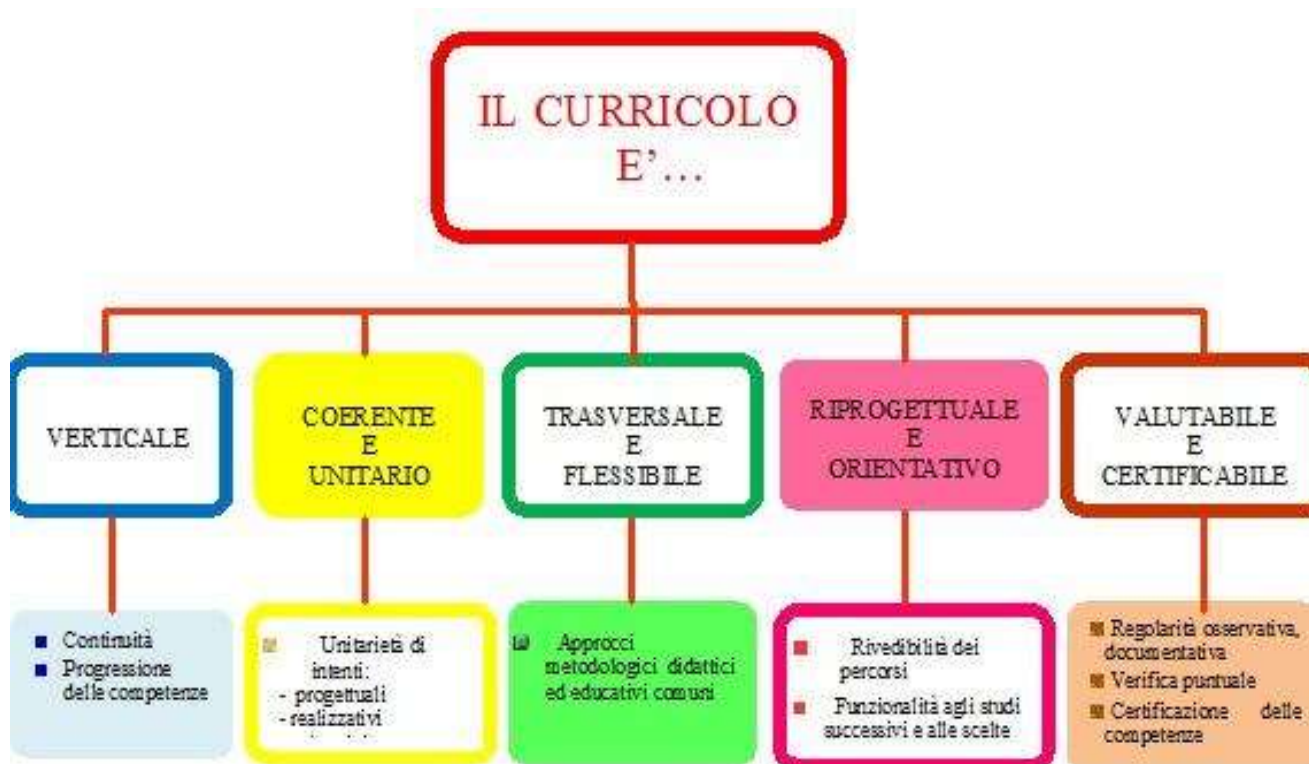 IL CURRICOLO
E'...
VERTICALE
COERENTE
E
UNITARIO
TRASVERSALE
E
FLESSIBILE
RIPROGETTUALE
E
ORIENTATIVO
VALUTABILE
E
CERTIFICABILE
Continuità
Progressione
delle competenze
Unitarietà di
intenti:
- progettuali
- realizzativi
Approcci
metodologici didattici
ed educativi comuni
Rivedibilità dei
percorsi
Funzionalità agli studi
successivi e alle scelte
Regolarità osservativa,
documentativa
Verifica puntuale
Certificazione delle
competenze